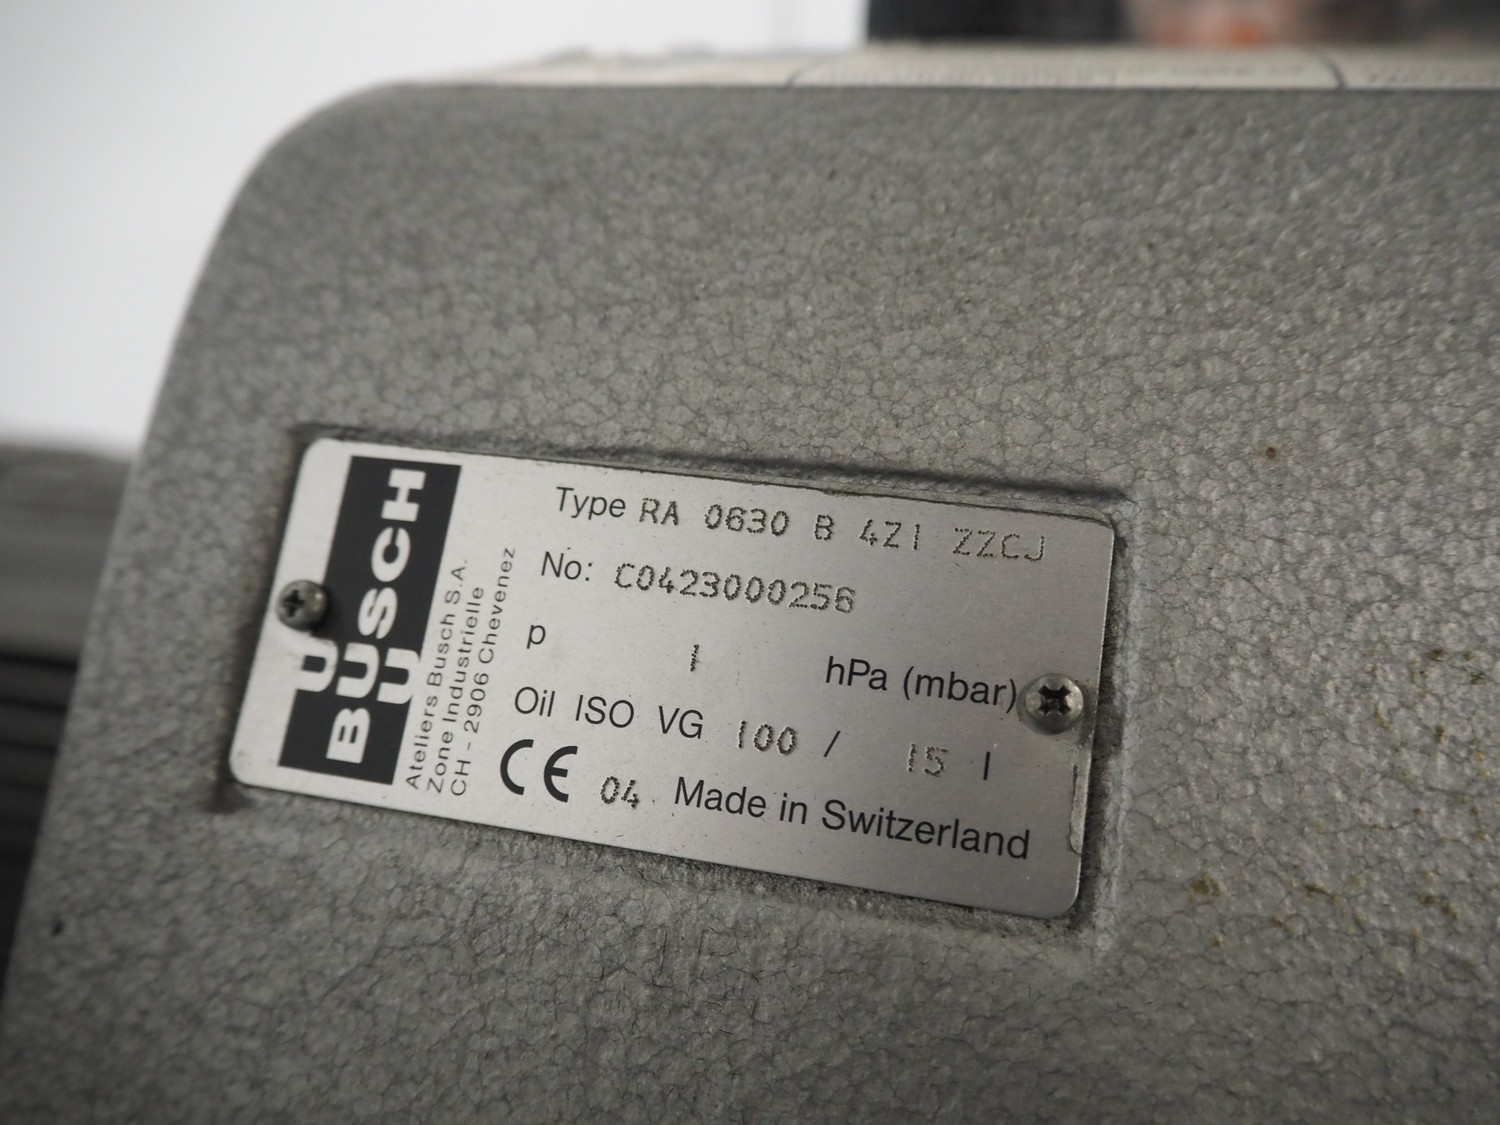 BUSCH
Ateliers Busch S.A.
Zone Industrielle
CH - 2906 Chevenez
Type RA 0630 B 4Z1 ZZCJ
No: C0423000256
p 1 hPa (mbar)
Oil ISO VG 100 / 15 l
CE 04 Made in Switzerland